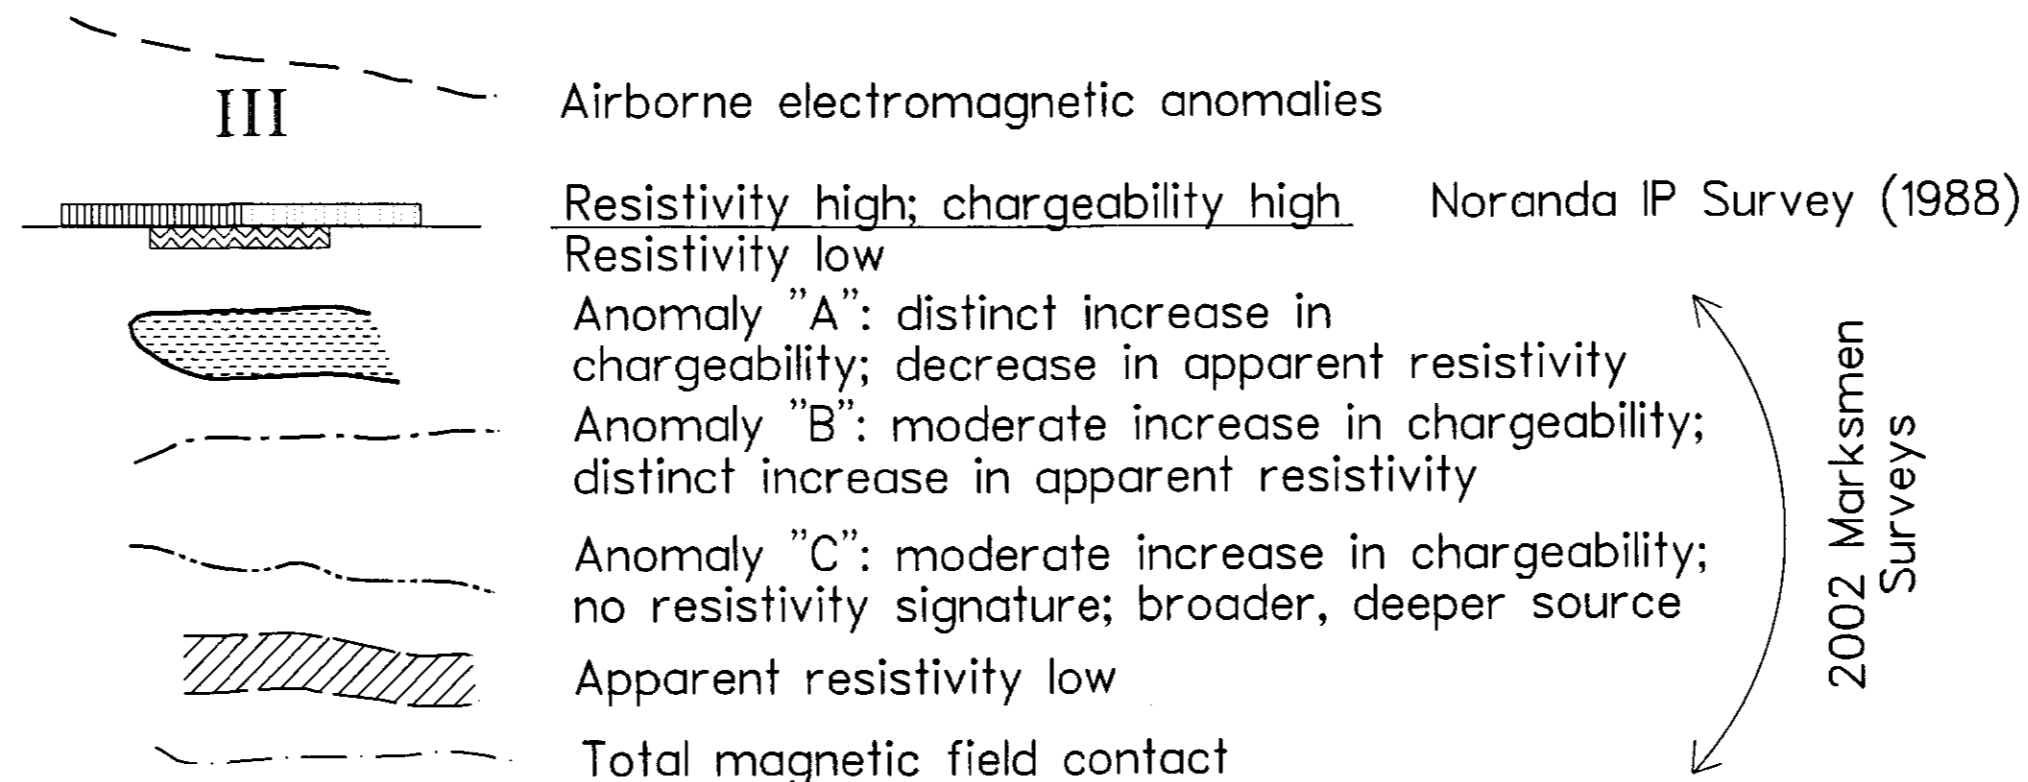 III
Airborne electromagnetic anomalies
Resistivity high; chargeability high Noranda IP Survey (1988)
Resistivity low
Anomaly "A": distinct increase in
chargeability; decrease in apparent resistivity
Anomaly "B": moderate increase in chargeability;
distinct increase in apparent resistivity
Anomaly "C": moderate increase in chargeability;
no resistivity signature; broader, deeper source
Apparent resistivity low
Total magnetic field contact
2002 Marksmen
Surveys